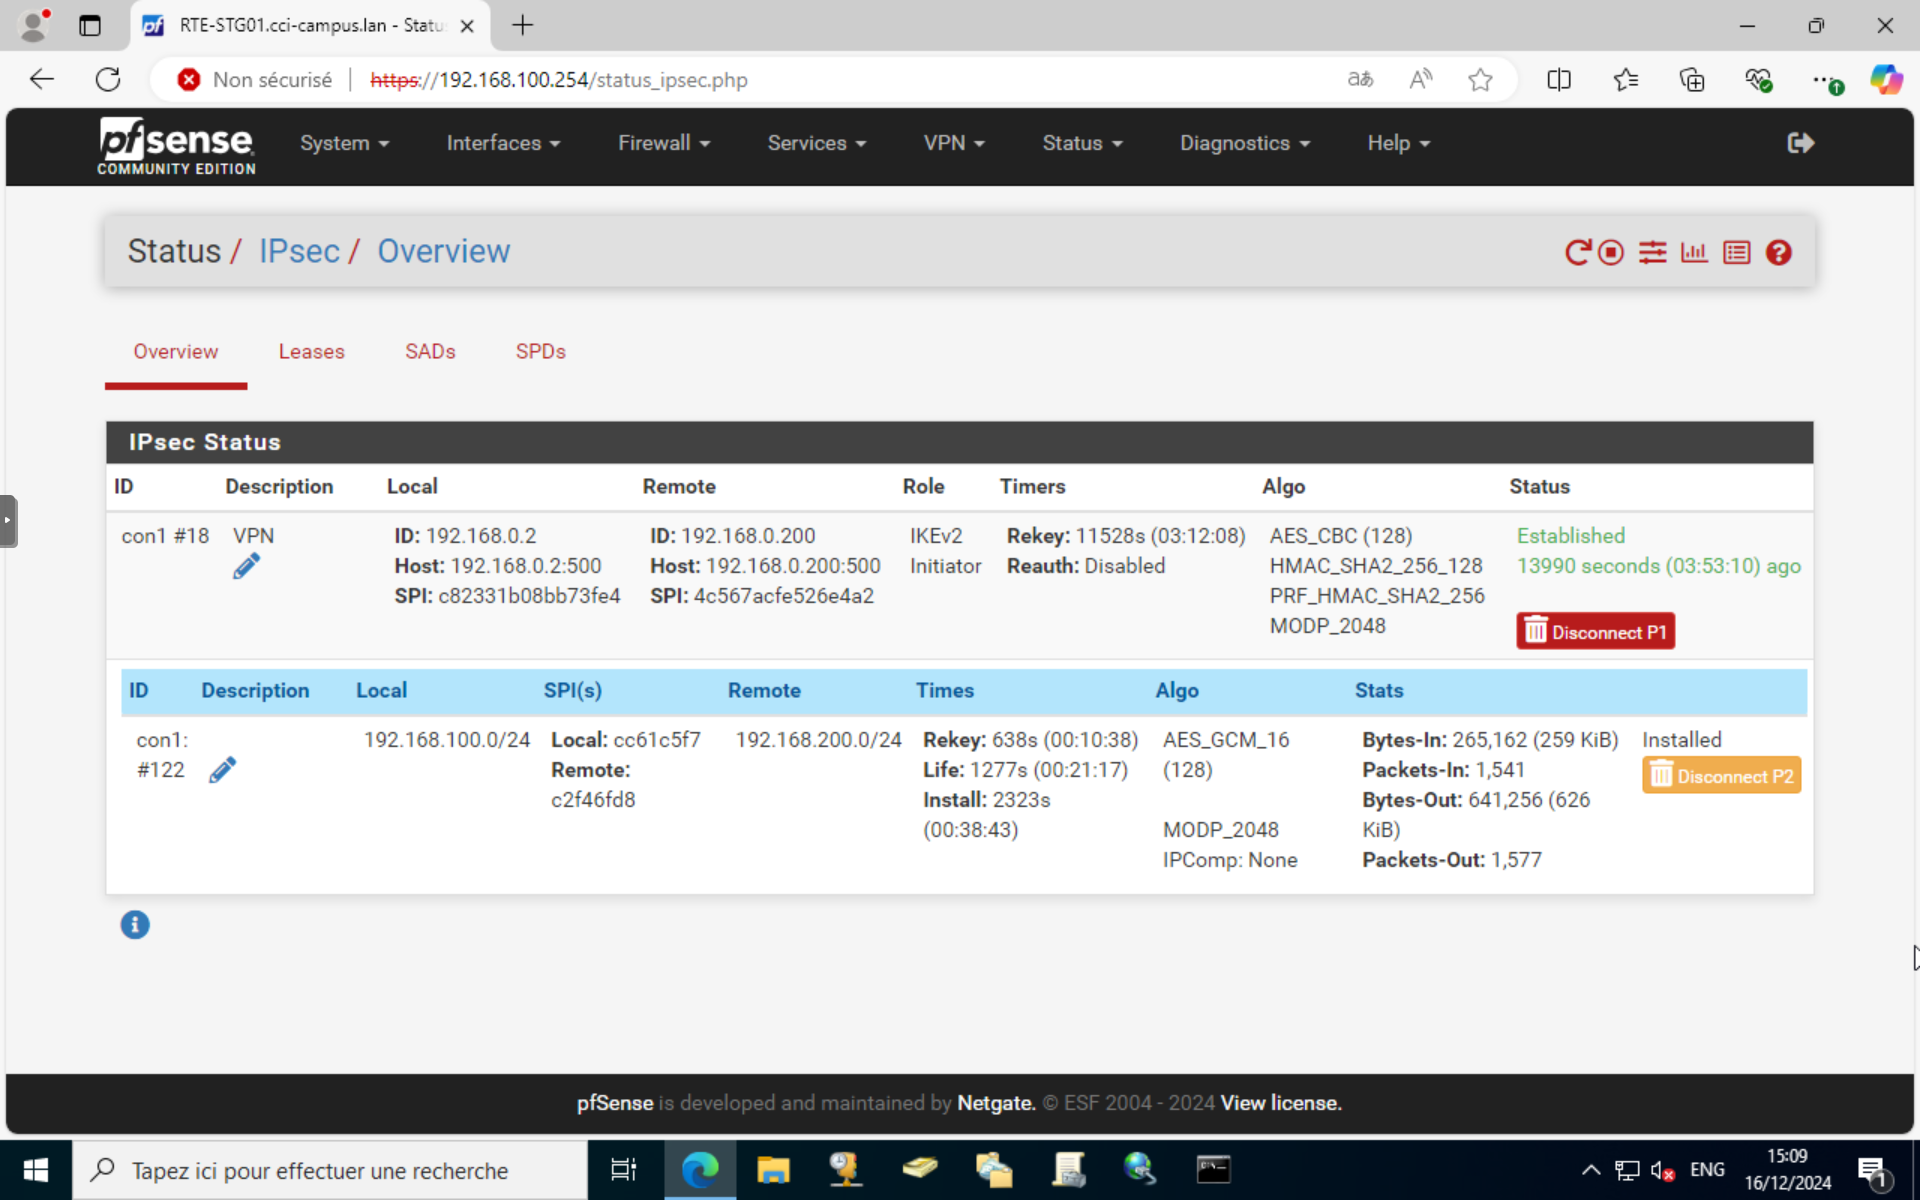 RTE-STG01.cci-campus.lan - Statu
Non sécurisé
https://192.168.100.254/status_ipsec.php
pfsense
COMMUNITY EDITION
System Interfaces Firewall Services VPN Status Diagnostics Help
Status / IPsec / Overview
Overview Leases SADs SPDs
IPsec Status
ID Description Local Remote Role Timers Algo Status
con1 #18 VPN ID: 192.168.0.2 ID: 192.168.0.200 IKEv2 Rekey: 11528s (03:12:08) AES_CBC (128) Established
Host: 192.168.0.2:500 Host: 192.168.0.200:500 Initiator Reauth: Disabled HMAC_SHA2_256_128 13990 seconds (03:53:10) ago
SPI: c82331b08bb73fe4 SPI: 4c567acfe526e4a2 PRF_HMAC_SHA2_256
MODP_2048 Disconnect P1
ID Description Local SPI(s) Remote Times Algo Stats
con1: 192.168.100.0/24 Local: cc61c5f7 192.168.200.0/24 Rekey: 638s (00:10:38) AES_GCM_16 Bytes-In: 265,162 (259 KiB) Installed
#122 Remote: Life: 1277s (00:21:17) (128) Packets-In: 1,541 Disconnect P2
c2f46fd8 Install: 2323s Bytes-Out: 641,256 (626
(00:38:43) MODP_2048 KiB)
IPComp: None Packets-Out: 1,577
pfSense is developed and maintained by Netgate. © ESF 2004 - 2024 View license.
Tapez ici pour effectuer une recherche
ENG
15:09
16/12/2024
1